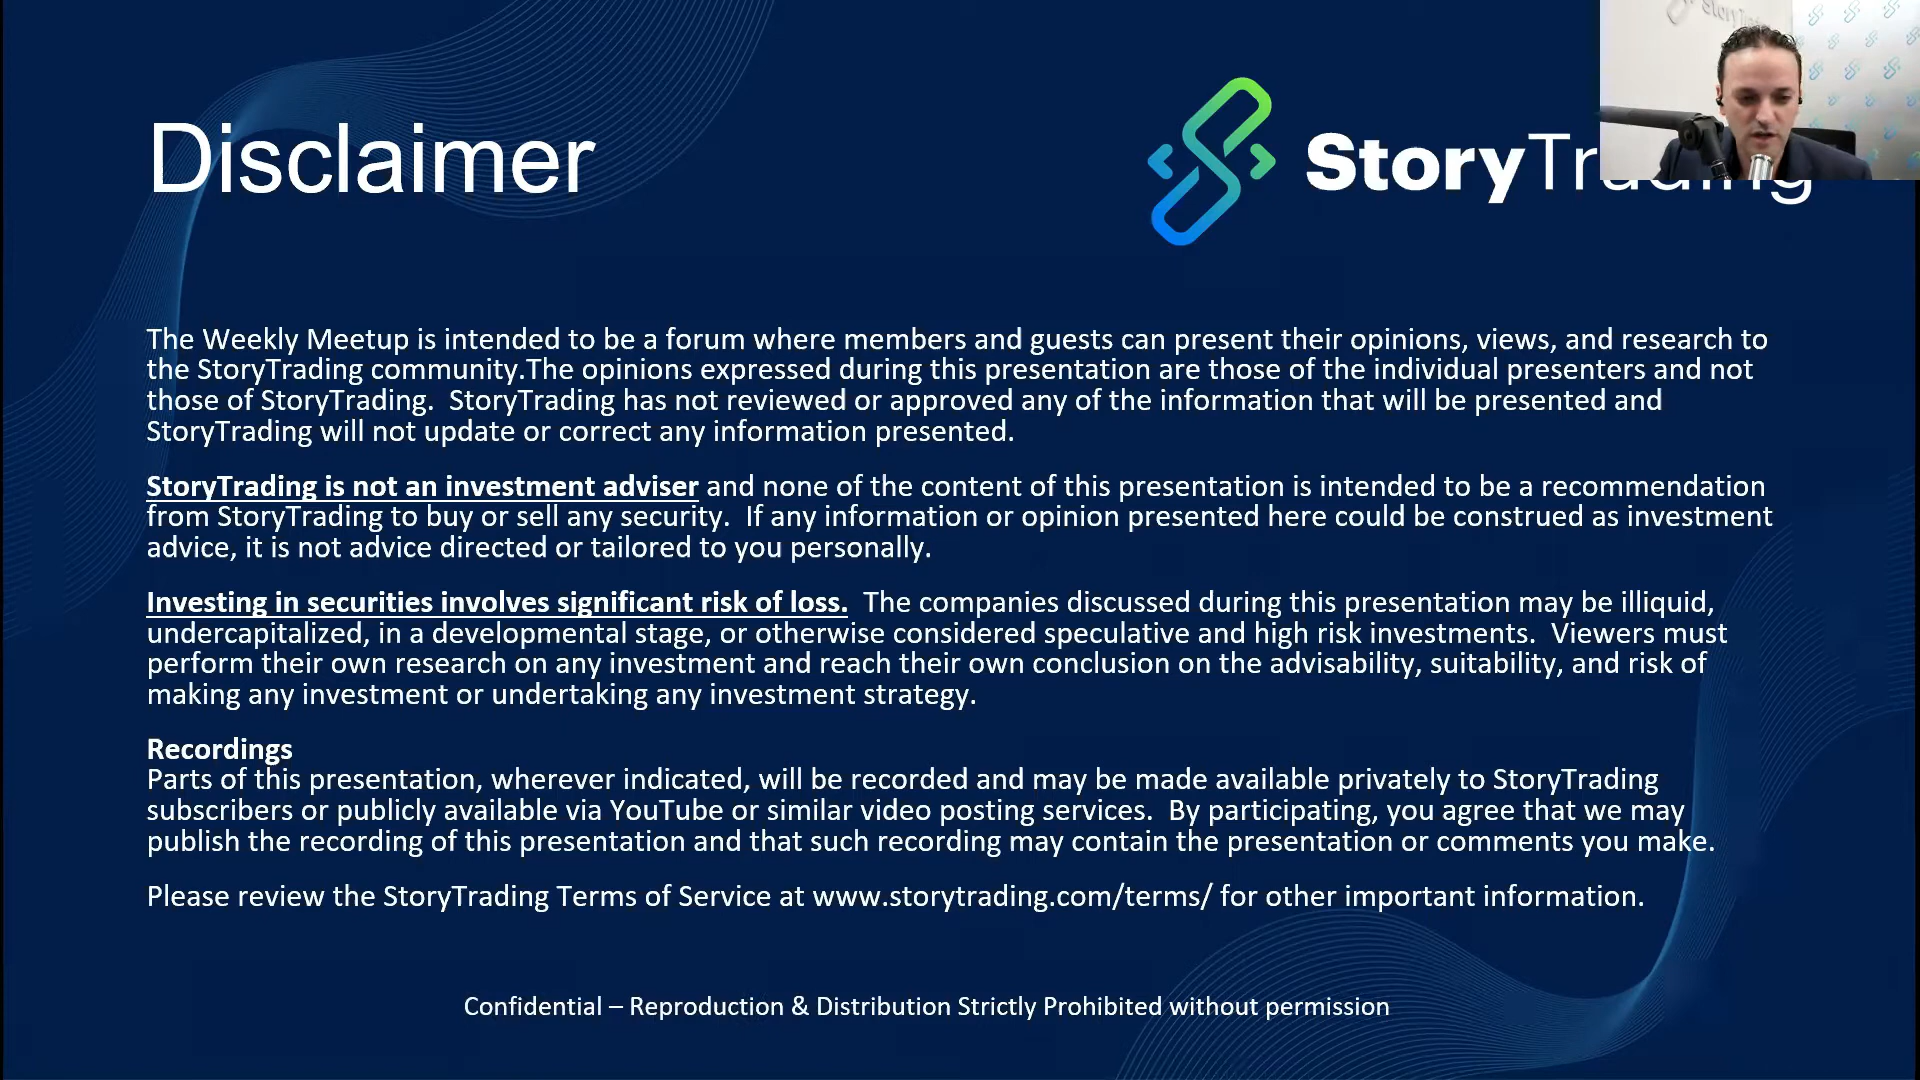 Disclaimer
StoryTrading
The Weekly Meetup is intended to be a forum where members and guests can present their opinions, views, and research to
the StoryTrading community.The opinions expressed during this presentation are those of the individual presenters and not
those of StoryTrading.  StoryTrading has not reviewed or approved any of the information that will be presented and
StoryTrading will not update or correct any information presented.
StoryTrading is not an investment adviser and none of the content of this presentation is intended to be a recommendation
from StoryTrading to buy or sell any security.  If any information or opinion presented here could be construed as investment
advice, it is not advice directed or tailored to you personally.
Investing in securities involves significant risk of loss.  The companies discussed during this presentation may be illiquid,
undercapitalized, in a developmental stage, or otherwise considered speculative and high risk investments.  Viewers must
perform their own research on any investment and reach their own conclusion on the advisability, suitability, and risk of
making any investment or undertaking any investment strategy.
Recordings
Parts of this presentation, wherever indicated, will be recorded and may be made available privately to StoryTrading
subscribers or publicly available via YouTube or similar video posting services.  By participating, you agree that we may
publish the recording of this presentation and that such recording may contain the presentation or comments you make.
Please review the StoryTrading Terms of Service at www.storytrading.com/terms/ for other important information.
Confidential – Reproduction & Distribution Strictly Prohibited without permission